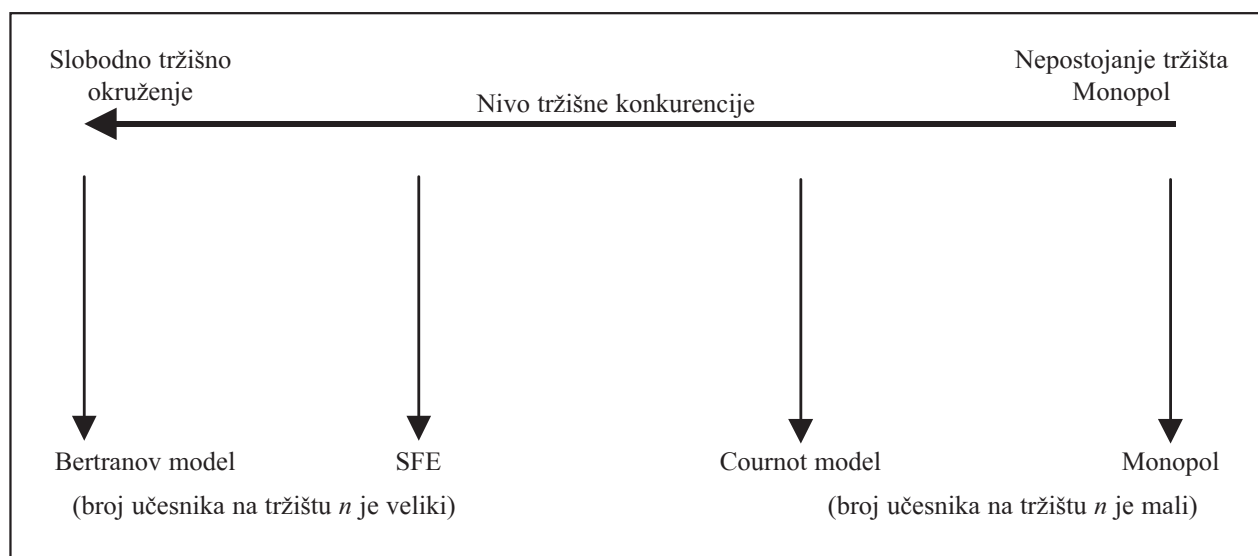 Slobodno tržišno
okruženje
Nepostojanje tržišta
Monopol
Nivo tržišne konkurencije
Bertranov model
SFE
Cournot model
Monopol
(broj učesnika na tržištu n je veliki)
(broj učesnika na tržištu n je mali)